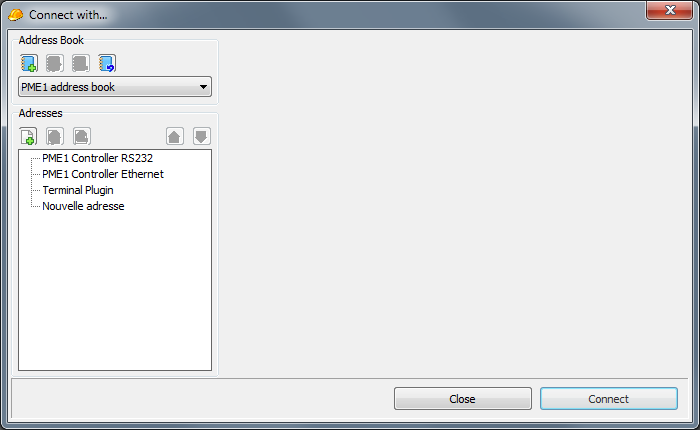 Connect with...
Address Book
PME1 address book
Adresses
PME1 Controller RS232
PME1 Controller Ethernet
Terminal Plugin
Nouvelle adresse
Close
Connect